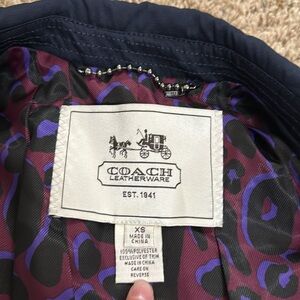 COACH
LEATHERWARE
EST. 1941
XS
MADE IN
CHINA
100% POLYESTER
EXCLUSIVE OF TRIM
MADE IN CHINA
CARE ON
REVERSE